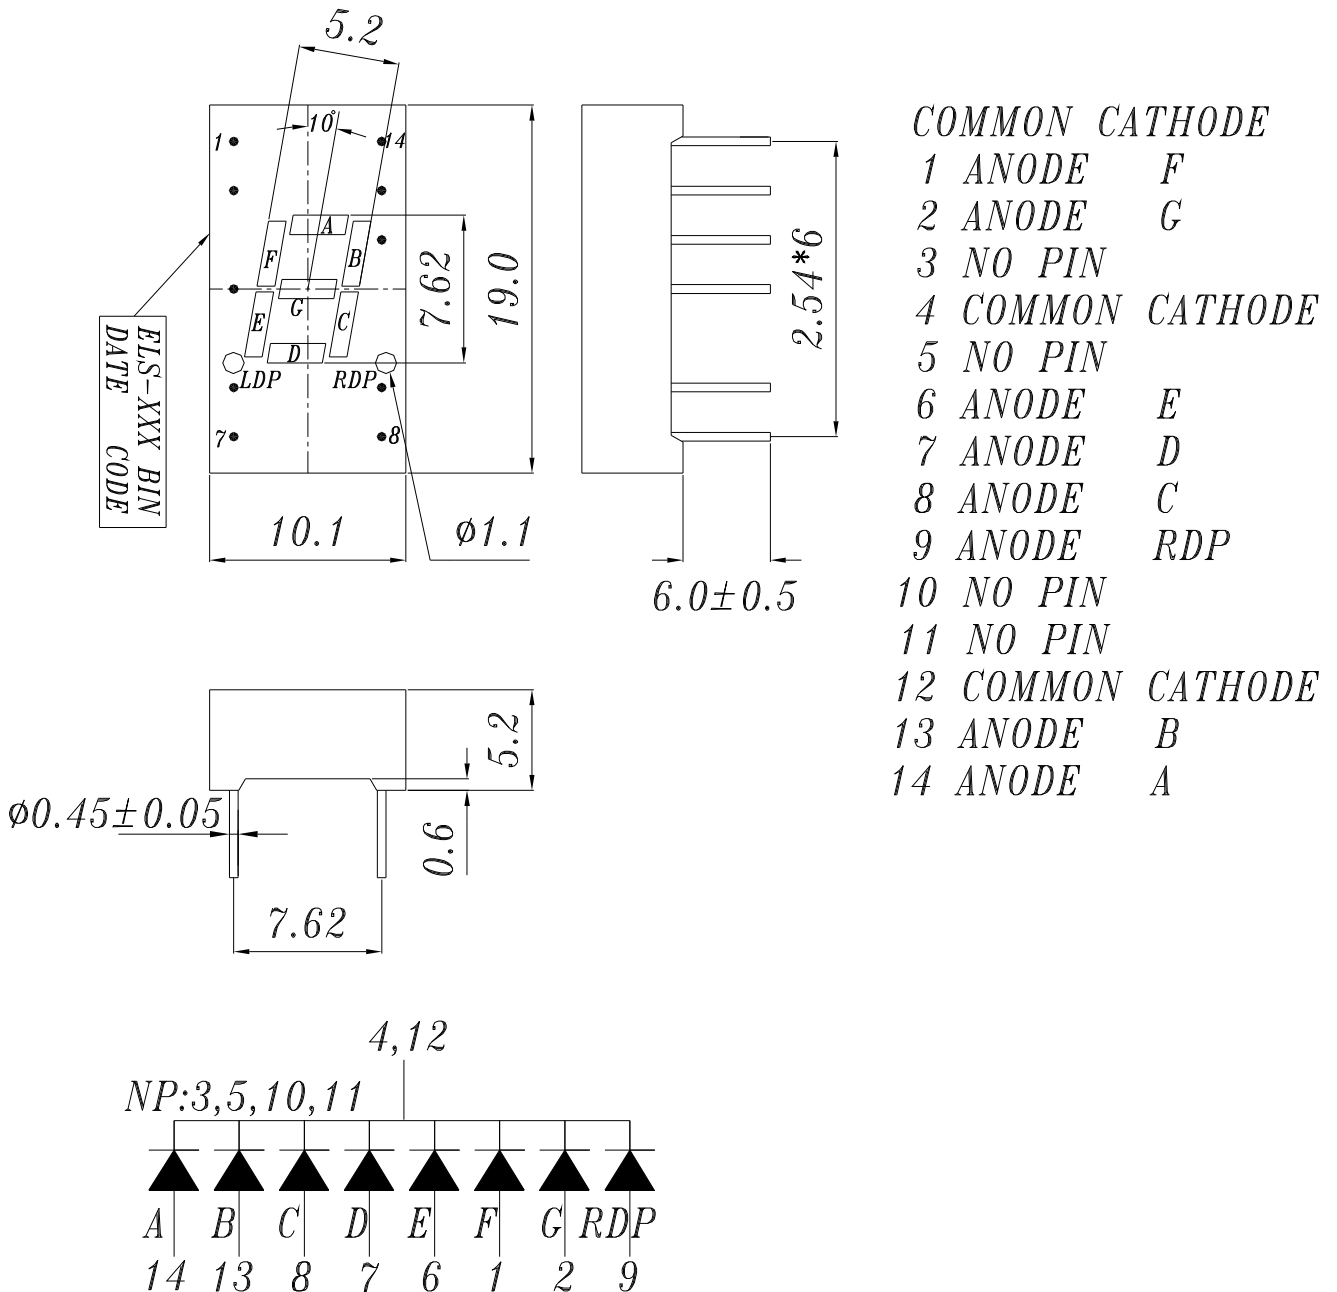 5.2
10°
1
14
A
F
B
G
E
C
D
LDP
RDP
7
8
7.62
19.0
ELS-XXX BIN
DATE CODE
10.1
ø1.1
2.54*6
6.0±0.5
COMMON CATHODE
1 ANODE F
2 ANODE G
3 NO PIN
4 COMMON CATHODE
5 NO PIN
6 ANODE E
7 ANODE D
8 ANODE C
9 ANODE RDP
10 NO PIN
11 NO PIN
12 COMMON CATHODE
13 ANODE B
14 ANODE A
5.2
ø0.45±0.05
0.6
7.62
4,12
NP:3,5,10,11
A B C D E F G RDP
14 13 8 7 6 1 2 9